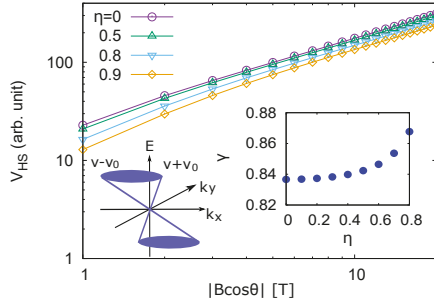 η=0
0.5
0.8
0.9
300
100
10
1
V_HS (arb. unit)
E
v-v₀
v+v₀
k_y
k_x
0.88
0.86
0.84
0.82
γ
0 0.2 0.4 0.6 0.8
η
1 10
|Bcosθ| [T]